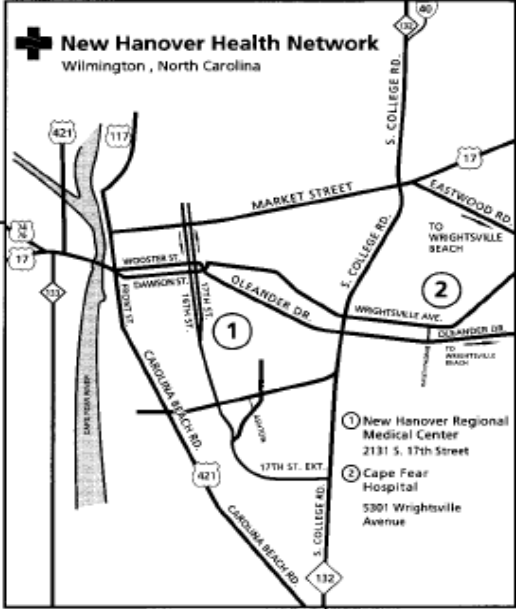 New Hanover Health Network
Wilmington , North Carolina
40
132
421
117
S. COLLEGE RD.
17
MARKET STREET
EASTWOOD RD.
TO
WRIGHTSVILLE
BEACH
17
WOOSTER ST.
DAWSON ST.
133
FRONT ST.
16TH ST.
17TH ST.
OLEANDER DR.
S. COLLEGE RD.
WRIGHTSVILLE AVE.
OLEANDER DR.
TO
WRIGHTSVILLE
BEACH
1
2
CAPE FEAR RIVER
CAROLINA BEACH RD.
ASHLEY
421
17TH ST. EXT.
CAROLINA BEACH RD.
S. COLLEGE RD.
132
1 New Hanover Regional
Medical Center
2131 S. 17th Street
2 Cape Fear
Hospital
5301 Wrightsville
Avenue